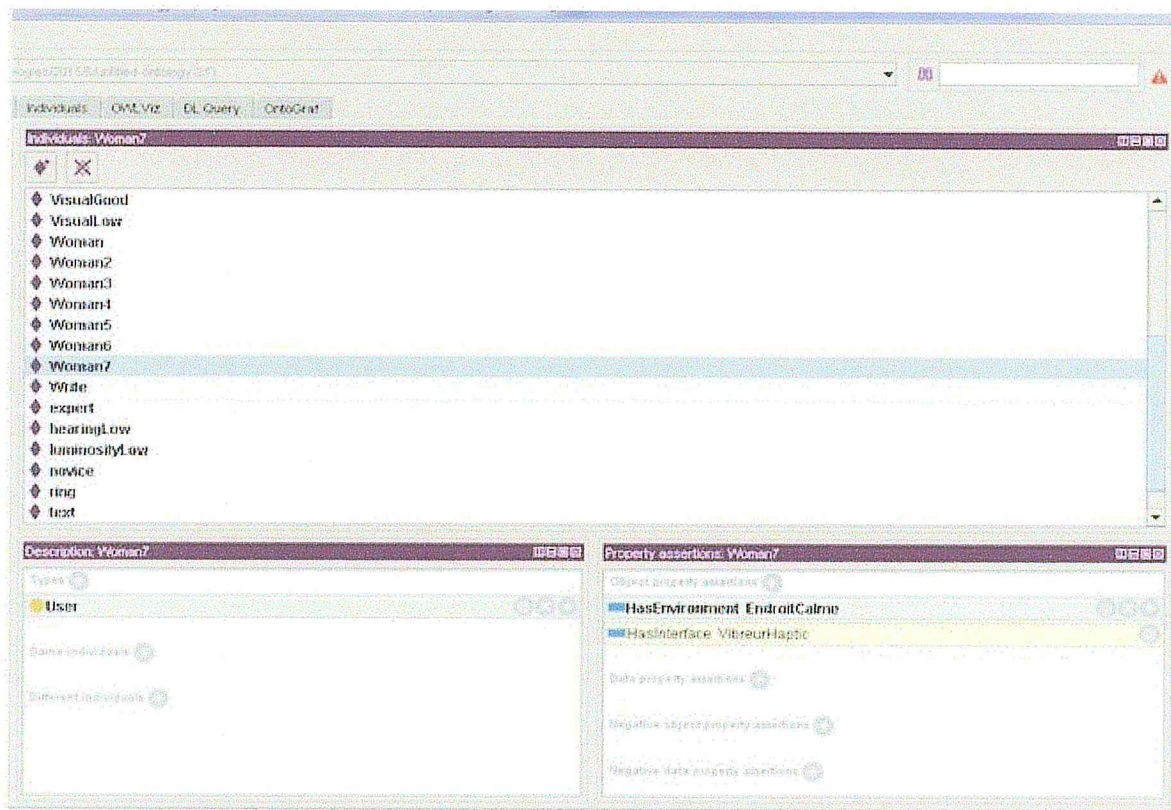 Individuals OWLViz DL Query OntoGraf
Individuals: Woman7
VisualGood
VisualLow
Woman
Woman2
Woman3
Woman4
Woman5
Woman6
Woman7
Write
expert
hearingLow
luminosityLow
novice
ring
text
Description: Woman7
Types
User
Same individuals
Different individuals
Property assertions: Woman7
Object property assertions
HasEnvironment EndroitCalme
HasInterface VibreurHaptic
Data property assertions
Negative object property assertions
Negative data property assertions